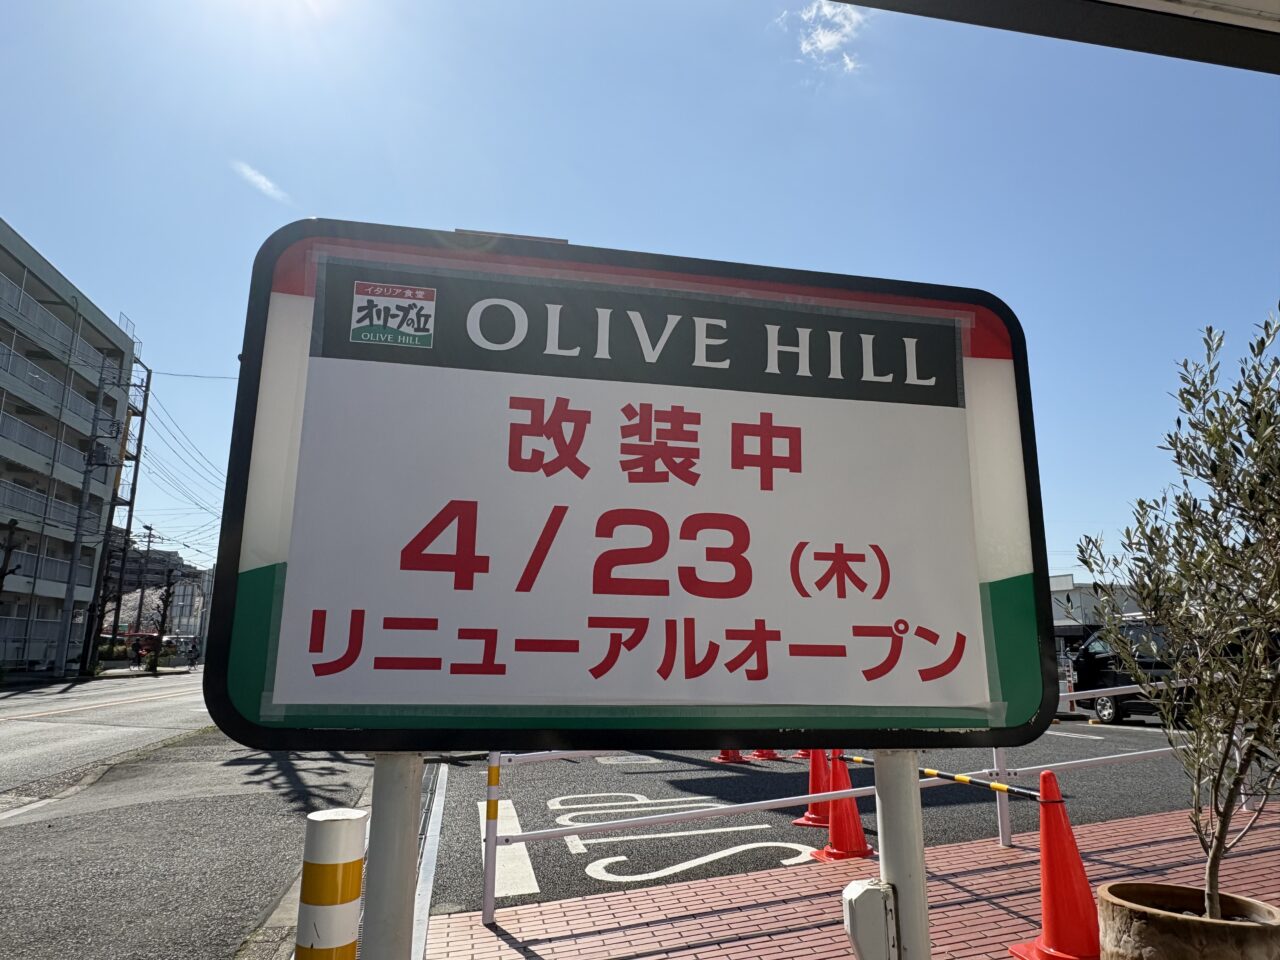 イタリア食堂
オリーブの丘
OLIVE HILL
OLIVE HILL
改装中
4/23（木）
リニューアルオープン